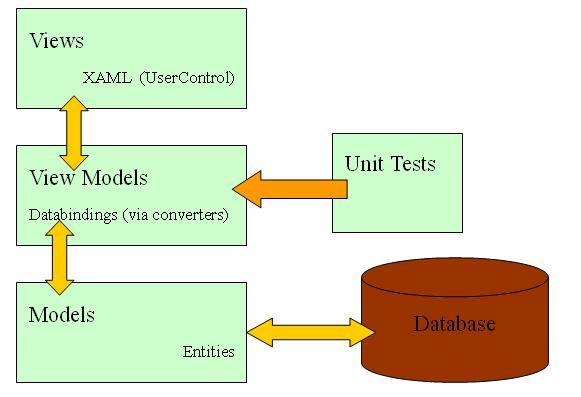 Views
XAML (UserControl)
View Models
Databindings (via converters)
Unit Tests
Models
Entities
Database